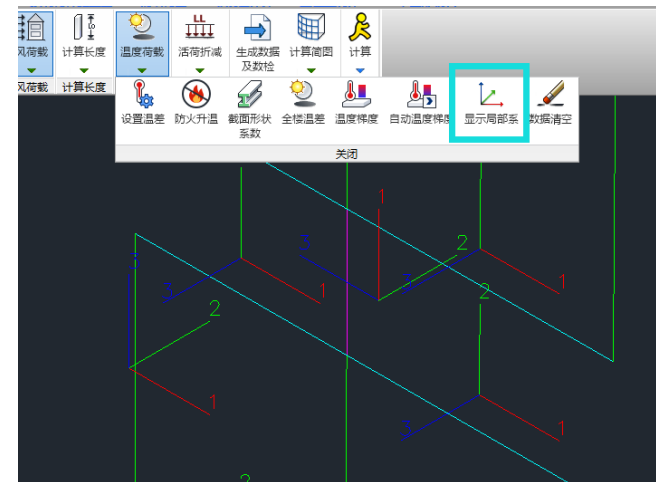 LL
风荷载 计算长度 温度荷载 活荷折减 生成数据及数检 计算简图 计算
风荷载 计算长度
设置温差 防火升温 截面形状系数 全楼温差 温度梯度 自动温度梯度 显示局部系 数据清空
关闭
1
3 2
3 3 1 3 1
3 2 2
1
3 1
2